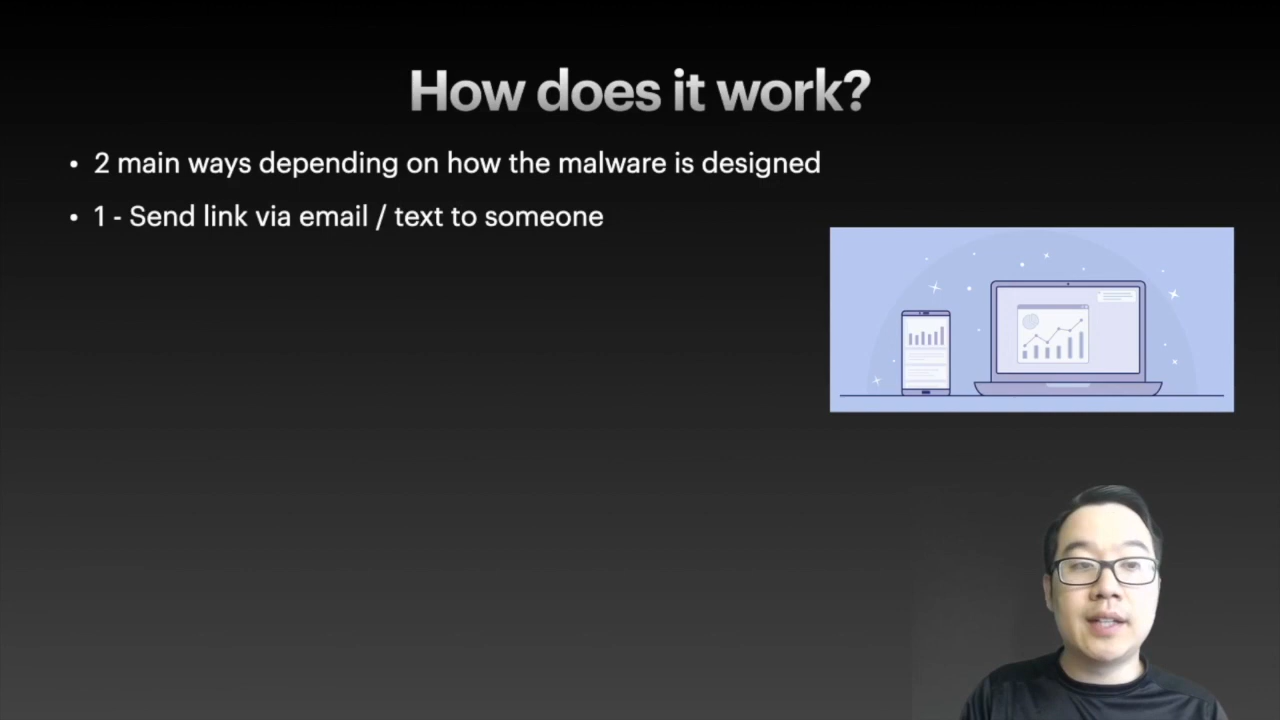 How does it work?
• 2 main ways depending on how the malware is designed
• 1 - Send link via email / text to someone